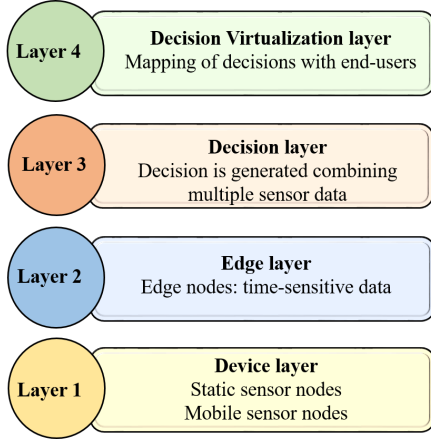 Layer 4
Decision Virtualization layer
Mapping of decisions with end-users
Layer 3
Decision layer
Decision is generated combining
multiple sensor data
Layer 2
Edge layer
Edge nodes: time-sensitive data
Layer 1
Device layer
Static sensor nodes
Mobile sensor nodes